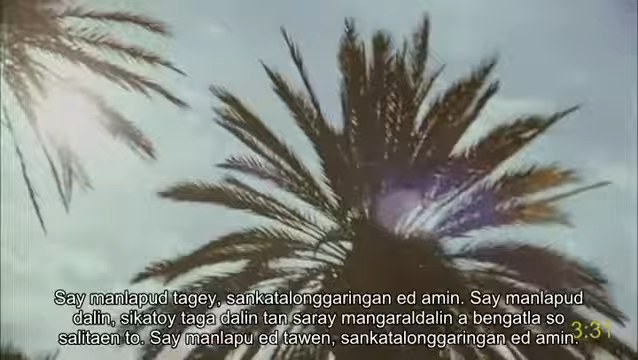 Say manlapud tagey, sankatalonggaringan ed amin. Say manlapud
dalin, sikatoy taga dalin tan saray mangaraldalin a bengatla so
salitaen to. Say manlapu ed tawen, sankatalonggaringan ed amin.
3:31